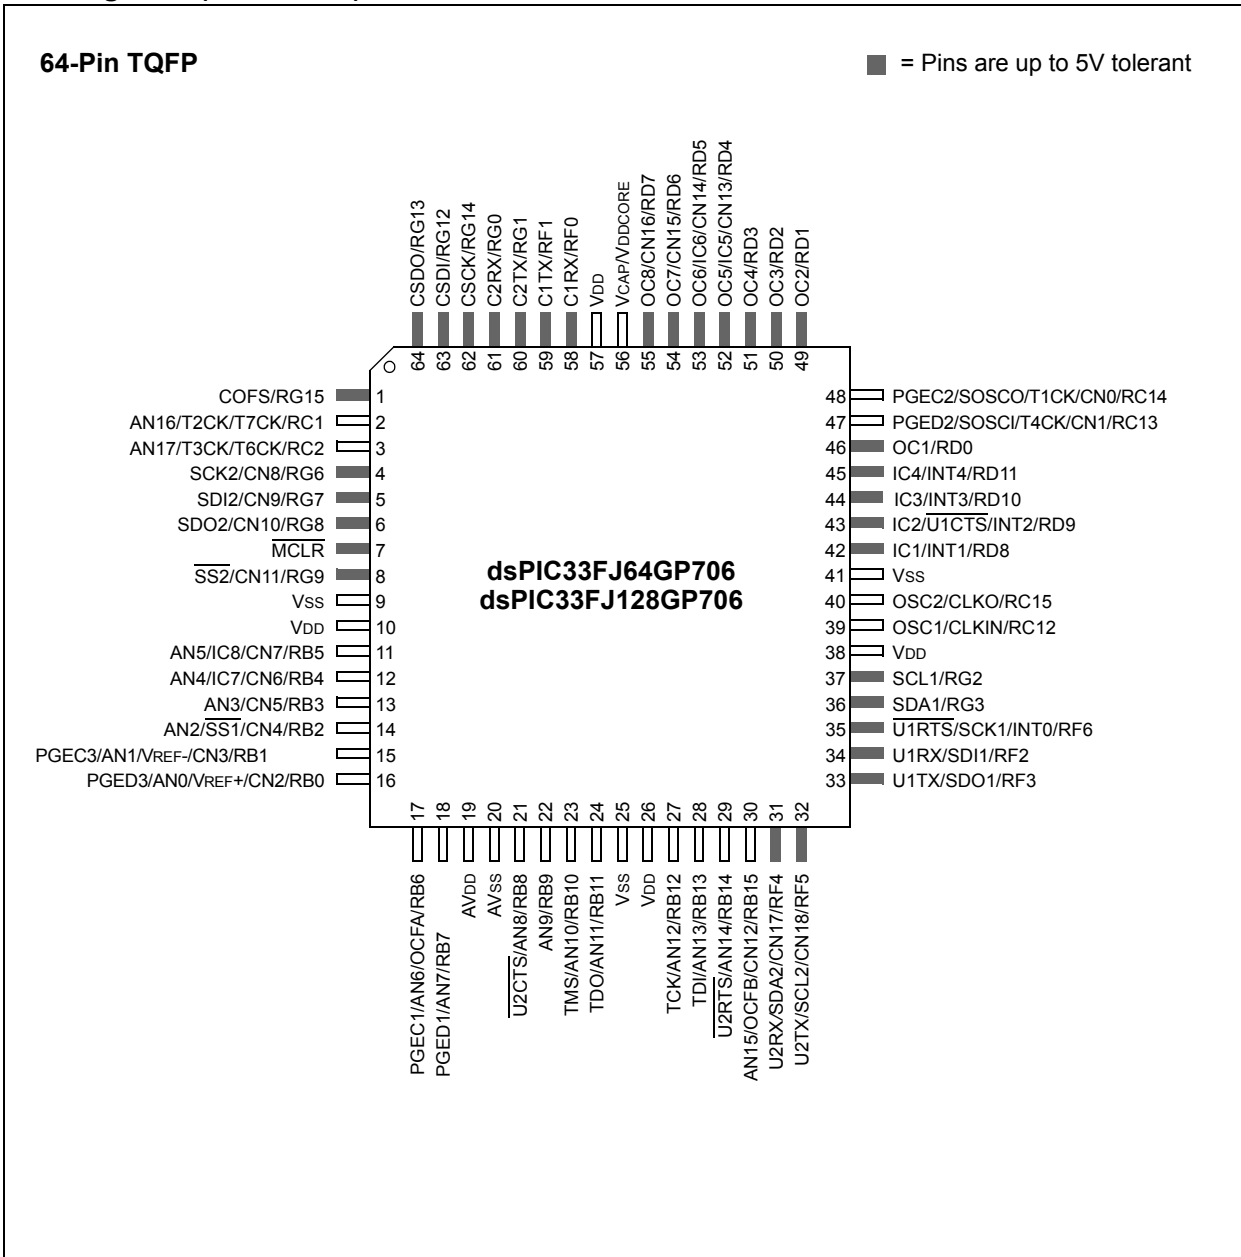 64-Pin TQFP
= Pins are up to 5V tolerant
CSDO/RG13
CSDI/RG12
CSCK/RG14
C2RX/RG0
C2TX/RG1
C1TX/RF1
C1RX/RF0
VDD
VCAP/VDDCORE
OC8/CN16/RD7
OC7/CN15/RD6
OC6/IC6/CN14/RD5
OC5/IC5/CN13/RD4
OC4/RD3
OC3/RD2
OC2/RD1
64 63 62 61 60 59 58 57 56 55 54 53 52 51 50 49
COFS/RG15 1
AN16/T2CK/T7CK/RC1 2
AN17/T3CK/T6CK/RC2 3
SCK2/CN8/RG6 4
SDI2/CN9/RG7 5
SDO2/CN10/RG8 6
MCLR 7
SS2/CN11/RG9 8
VSS 9
VDD 10
AN5/IC8/CN7/RB5 11
AN4/IC7/CN6/RB4 12
AN3/CN5/RB3 13
AN2/SS1/CN4/RB2 14
PGEC3/AN1/VREF-/CN3/RB1 15
PGED3/AN0/VREF+/CN2/RB0 16
dsPIC33FJ64GP706
dsPIC33FJ128GP706
48 PGEC2/SOSCO/T1CK/CN0/RC14
47 PGED2/SOSCI/T4CK/CN1/RC13
46 OC1/RD0
45 IC4/INT4/RD11
44 IC3/INT3/RD10
43 IC2/U1CTS/INT2/RD9
42 IC1/INT1/RD8
41 VSS
40 OSC2/CLKO/RC15
39 OSC1/CLKIN/RC12
38 VDD
37 SCL1/RG2
36 SDA1/RG3
35 U1RTS/SCK1/INT0/RF6
34 U1RX/SDI1/RF2
33 U1TX/SDO1/RF3
17 18 19 20 21 22 23 24 25 26 27 28 29 30 31 32
PGEC1/AN6/OCFA/RB6
PGED1/AN7/RB7
AVDD
AVSS
U2CTS/AN8/RB8
AN9/RB9
TMS/AN10/RB10
TDO/AN11/RB11
VSS
VDD
TCK/AN12/RB12
TDI/AN13/RB13
U2RTS/AN14/RB14
AN15/OCFB/CN12/RB15
U2RX/SDA2/CN17/RF4
U2TX/SCL2/CN18/RF5